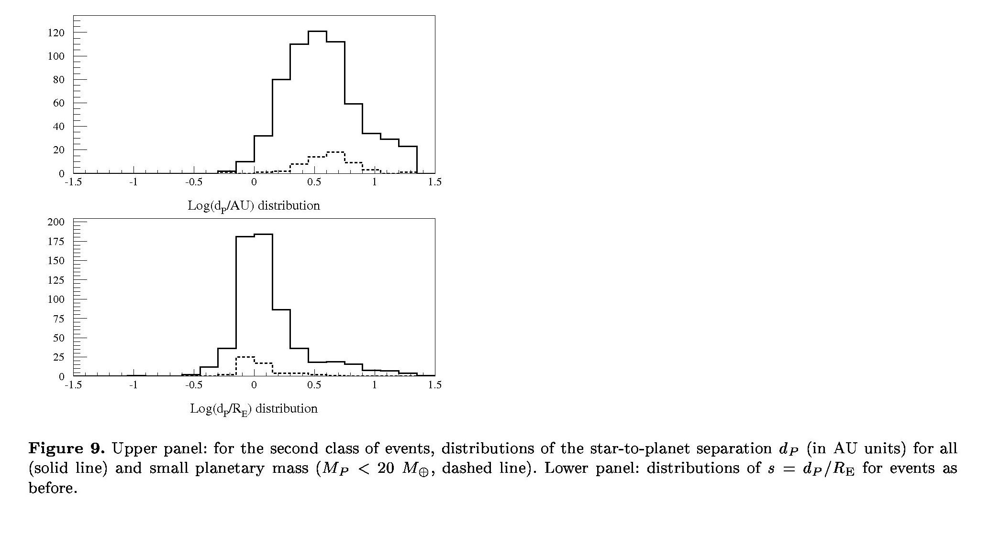 120
100
80
60
40
20
0
-1.5 -1 -0.5 0 0.5 1 1.5
Log(dP/AU) distribution
200
175
150
125
100
75
50
25
0
-1.5 -1 -0.5 0 0.5 1 1.5
Log(dP/RE) distribution
Figure 9. Upper panel: for the second class of events, distributions of the star-to-planet separation dP (in AU units) for all
(solid line) and small planetary mass (MP < 20 M⊕, dashed line). Lower panel: distributions of s = dP/RE for events as
before.